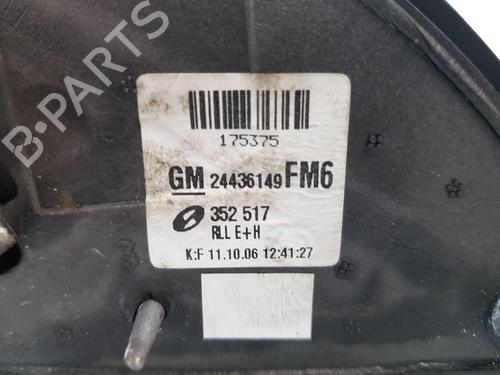 B-PARTS
175375
GM 24436149 FM6
352 517
RLL E+H
K:F 11.10.06 12:41:27